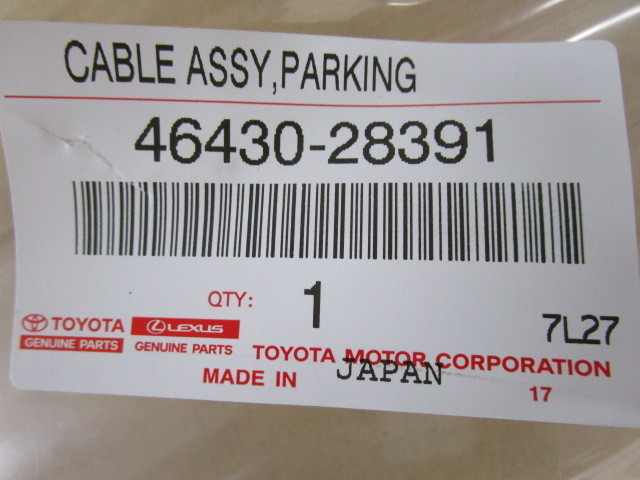 CABLE ASSY,PARKING
46430-28391
QTY: 1
7L27
TOYOTA LEXUS
GENUINE PARTS GENUINE PARTS
TOYOTA MOTOR CORPORATION
MADE IN JAPAN
17